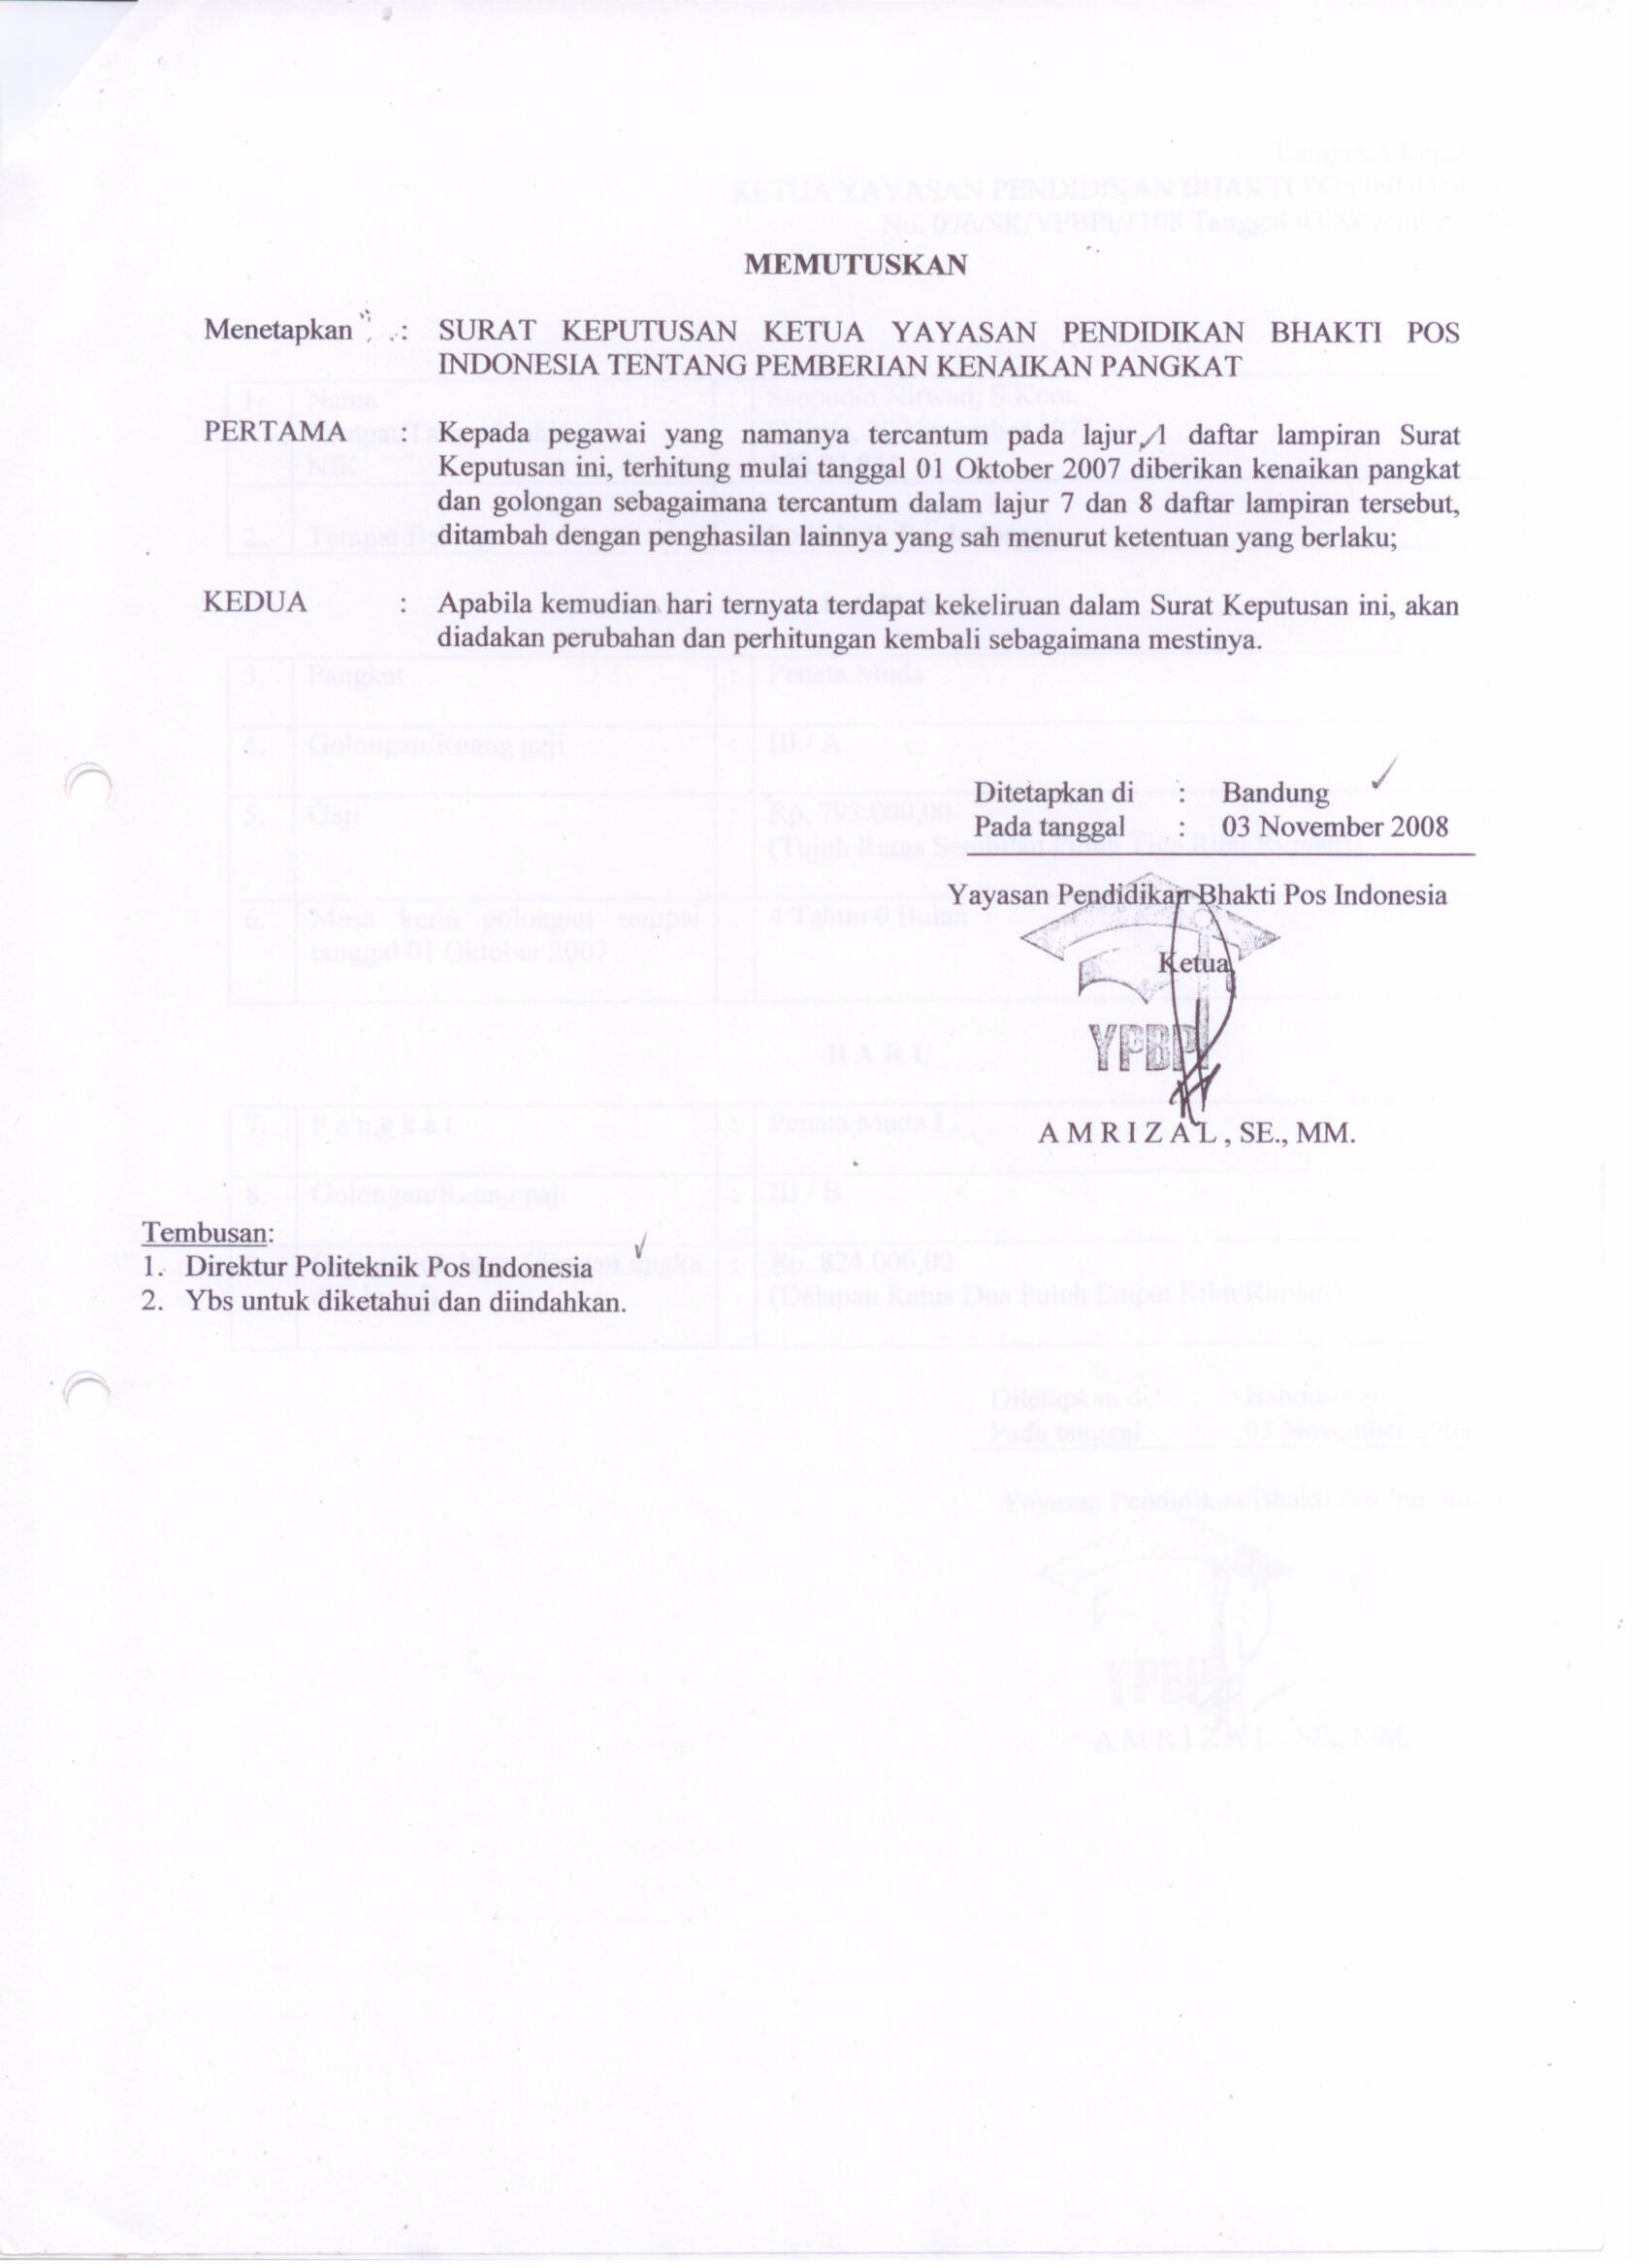 MEMUTUSKAN
Menetapkan : SURAT KEPUTUSAN KETUA YAYASAN PENDIDIKAN BHAKTI POS
INDONESIA TENTANG PEMBERIAN KENAIKAN PANGKAT
PERTAMA : Kepada pegawai yang namanya tercantum pada lajur 1 daftar lampiran Surat
Keputusan ini, terhitung mulai tanggal 01 Oktober 2007 diberikan kenaikan pangkat
dan golongan sebagaimana tercantum dalam lajur 7 dan 8 daftar lampiran tersebut,
ditambah dengan penghasilan lainnya yang sah menurut ketentuan yang berlaku;
KEDUA : Apabila kemudian hari ternyata terdapat kekeliruan dalam Surat Keputusan ini, akan
diadakan perubahan dan perhitungan kembali sebagaimana mestinya.
Ditetapkan di : Bandung
Pada tanggal : 03 November 2008
Yayasan Pendidikan Bhakti Pos Indonesia
Ketua,
YPBPI
A M R I Z A L , SE., MM.
Tembusan:
1. Direktur Politeknik Pos Indonesia
2. Ybs untuk diketahui dan diindahkan.